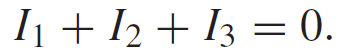 I₁ + I₂ + I₃ = 0.